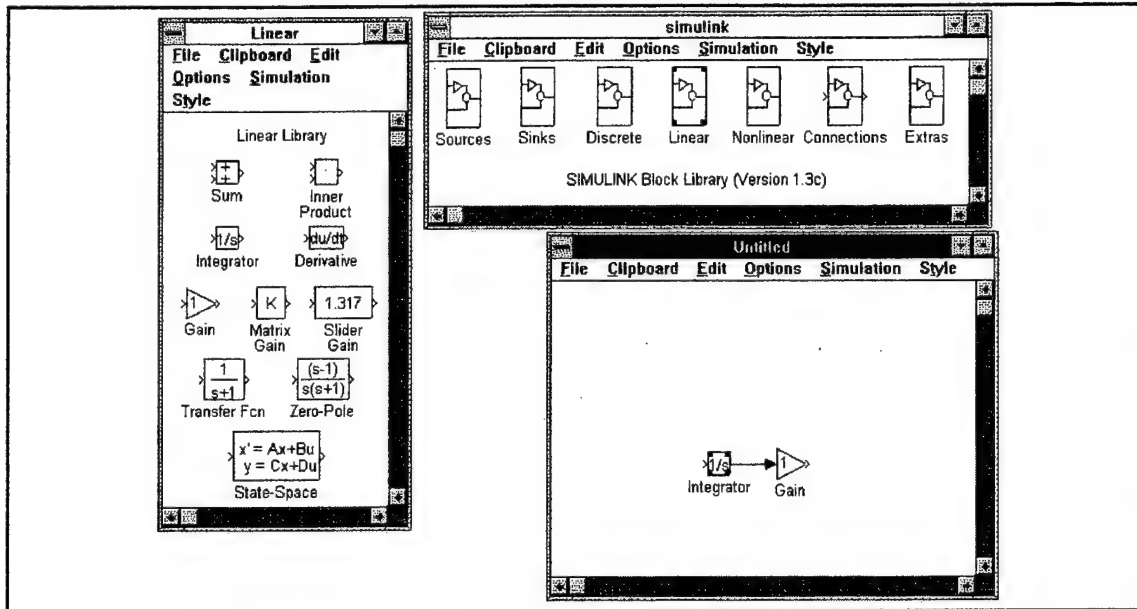 Linear
File Clipboard Edit
Options Simulation
Style
Linear Library
+
+
Sum
Inner
Product
1/s
Integrator
du/dt
Derivative
1
Gain
K
Matrix
Gain
1.317
Slider
Gain
1
s+1
Transfer Fcn
(s-1)
s(s+1)
Zero-Pole
x' = Ax+Bu
y = Cx+Du
State-Space
simulink
File Clipboard Edit Options Simulation Style
Sources Sinks Discrete Linear Nonlinear Connections Extras
SIMULINK Block Library (Version 1.3c)
Untitled
File Clipboard Edit Options Simulation Style
1/s
Integrator
1
Gain